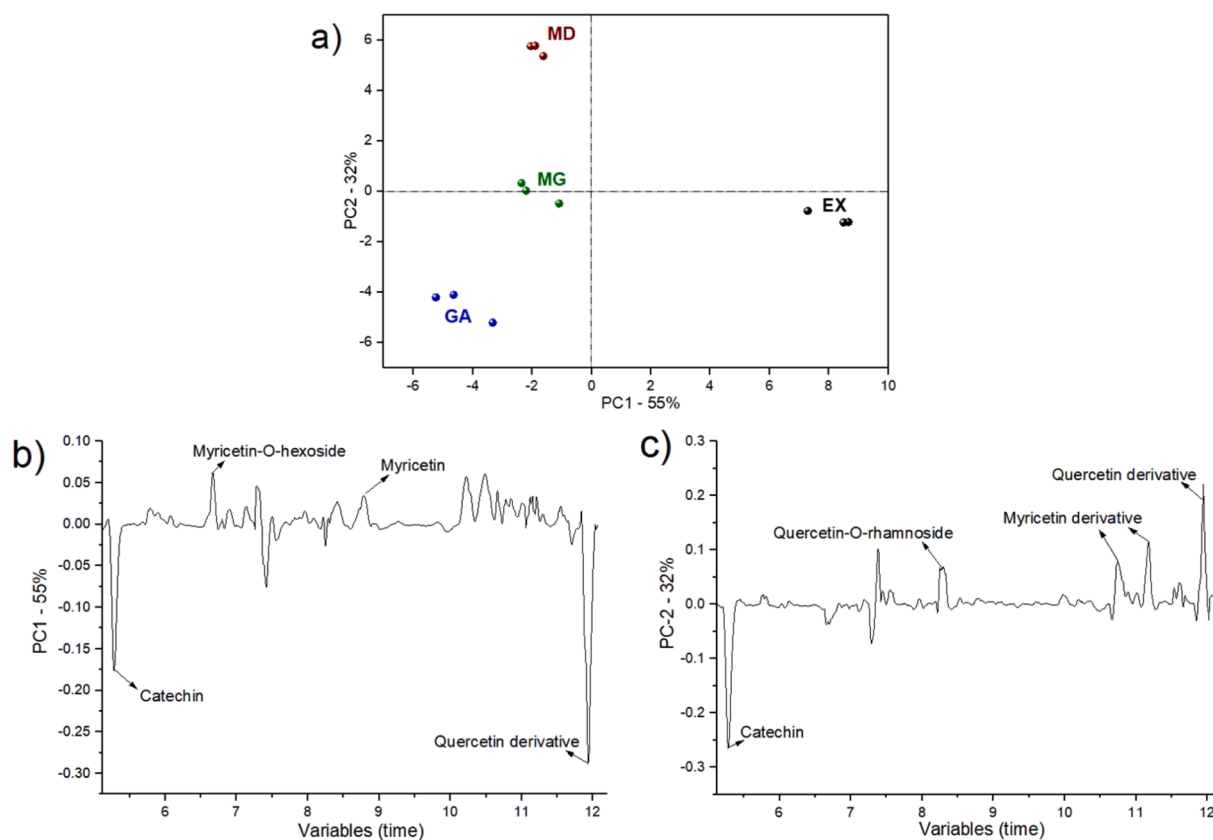 a)
MD
MG
EX
GA
6
4
2
0
-2
-4
-6
PC2 - 32%
-6
-4
-2
0
2
4
6
8
10
PC1 - 55%
b)
0.10
0.05
0.00
-0.05
-0.10
-0.15
-0.20
-0.25
-0.30
PC1 - 55%
Myricetin-O-hexoside
Myricetin
Catechin
Quercetin derivative
6
7
8
9
10
11
12
Variables (time)
c)
0.3
0.2
0.1
0.0
-0.1
-0.2
-0.3
PC-2 - 32%
Quercetin derivative
Myricetin derivative
Quercetin-O-rhamnoside
Catechin
6
7
8
9
10
11
12
Variables (time)